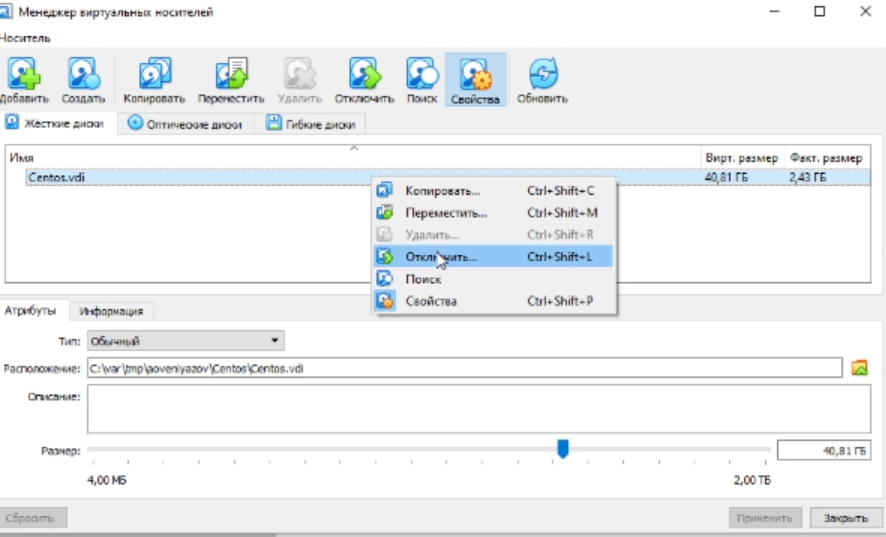 Менеджер виртуальных носителей
Носитель
Добавить Создать Копировать Переместить Удалить Отключить Поиск Свойства Обновить
Жёсткие диски Оптические диски Гибкие диски
Имя Вирт. размер Факт. размер
Centos.vdi 40,81 ГБ 2,43 ГБ
Копировать... Ctrl+Shift+C
Переместить... Ctrl+Shift+M
Удалить... Ctrl+Shift+R
Отключить... Ctrl+Shift+L
Поиск
Свойства Ctrl+Shift+P
Атрибуты Информация
Тип: Обычный
Расположение: C:\var\tmp\aoveniyazov\Centos\Centos.vdi
Описание:
Размер: 40,81 ГБ
4,00 МБ 2,00 ТБ
Сбросить Применить Закрыть